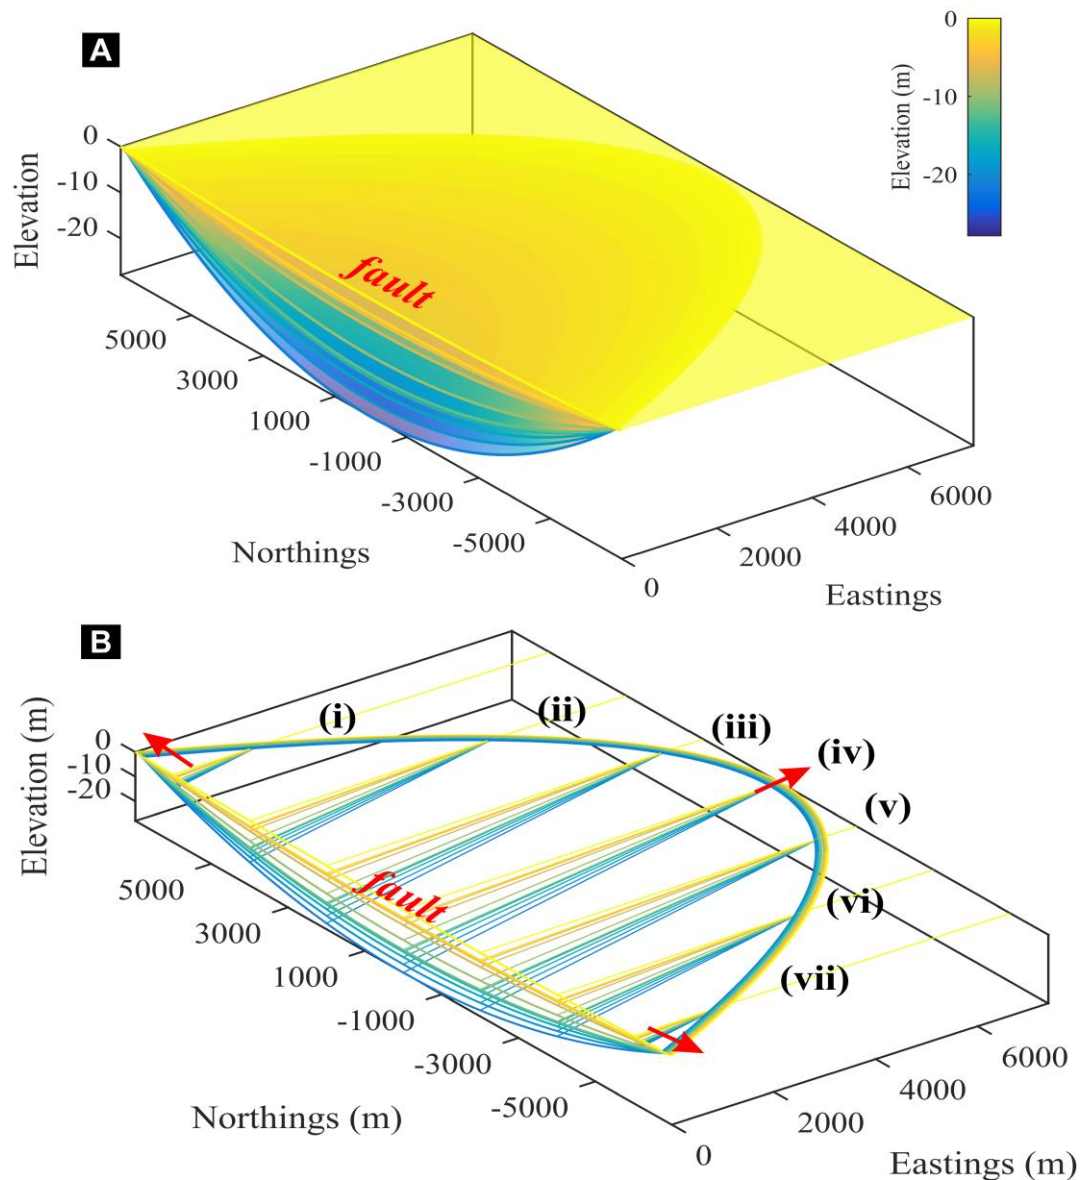 A
0
-10
-20
Elevation (m)
0
-10
-20
Elevation
fault
5000
3000
1000
-1000
-3000
-5000
Northings
0
2000
4000
6000
Eastings
B
0
-10
-20
Elevation (m)
(i)
(ii)
(iii)
(iv)
(v)
(vi)
(vii)
fault
5000
3000
1000
-1000
-3000
-5000
Northings (m)
0
2000
4000
6000
Eastings (m)